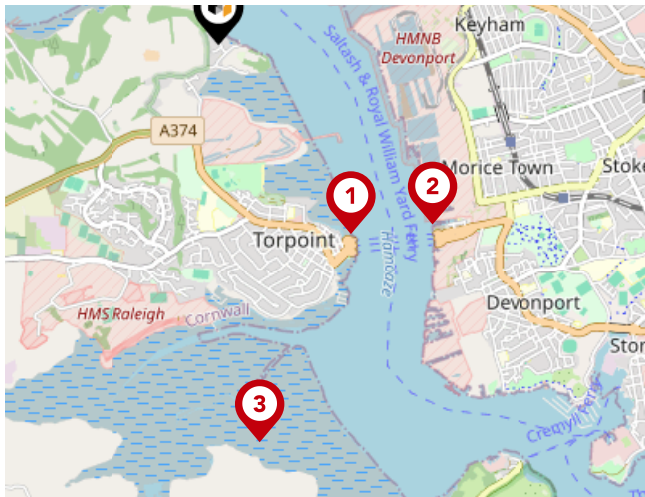 Keyham
HMNB
Devonport
Saltash & Royal William Yard Ferry
A374
Morice Town
Stoke
1
2
Torpoint
Hamoaze
HMS Raleigh
Cornwall
Devonport
3
Cremyll Ferry